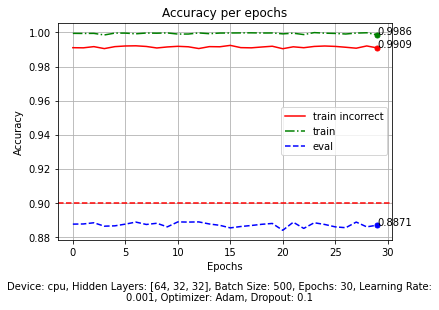 Accuracy per epochs
1.00
0.98
0.96
0.94
0.92
0.90
0.88
Accuracy
0.9986
0.9909
0.8871
train incorrect
train
eval
0 5 10 15 20 25 30
Epochs
Device: cpu, Hidden Layers: [64, 32, 32], Batch Size: 500, Epochs: 30, Learning Rate:
0.001, Optimizer: Adam, Dropout: 0.1